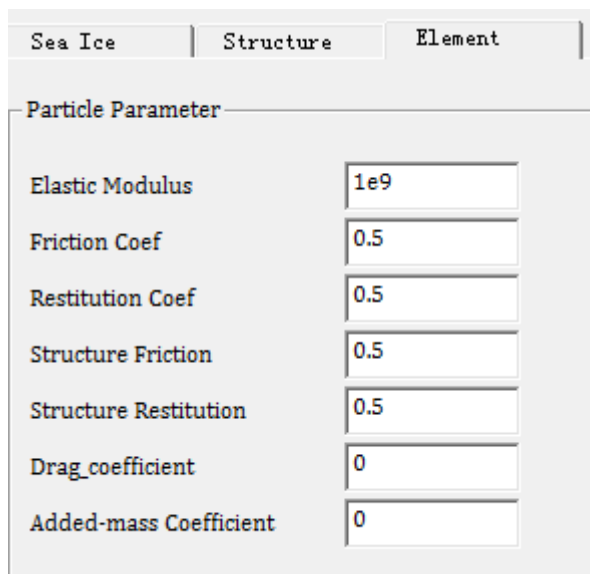 Sea Ice Structure Element
Particle Parameter
Elastic Modulus 1e9
Friction Coef 0.5
Restitution Coef 0.5
Structure Friction 0.5
Structure Restitution 0.5
Drag_coefficient 0
Added-mass Coefficient 0